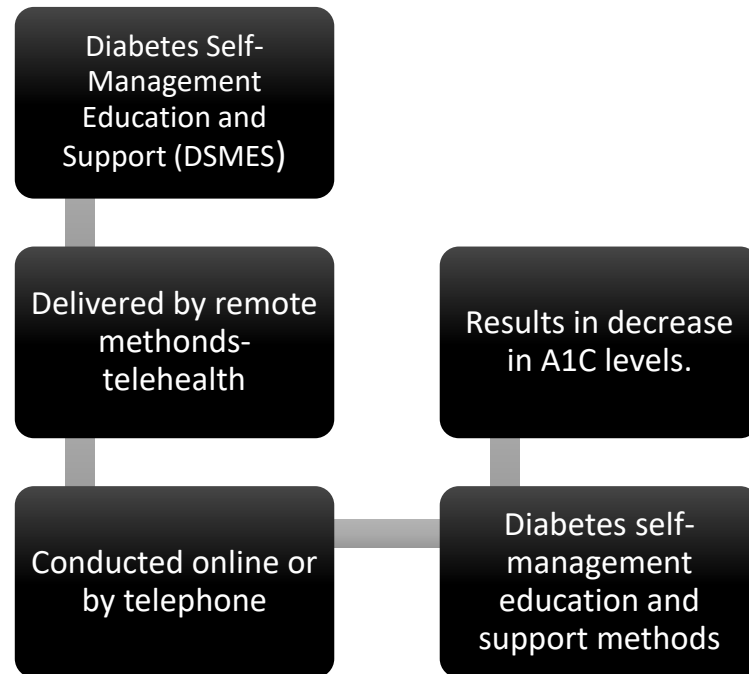 Diabetes Self-
Management
Education and
Support (DSMES)
Delivered by remote
methonds-
telehealth
Conducted online or
by telephone
Diabetes self-
management
education and
support methods
Results in decrease
in A1C levels.